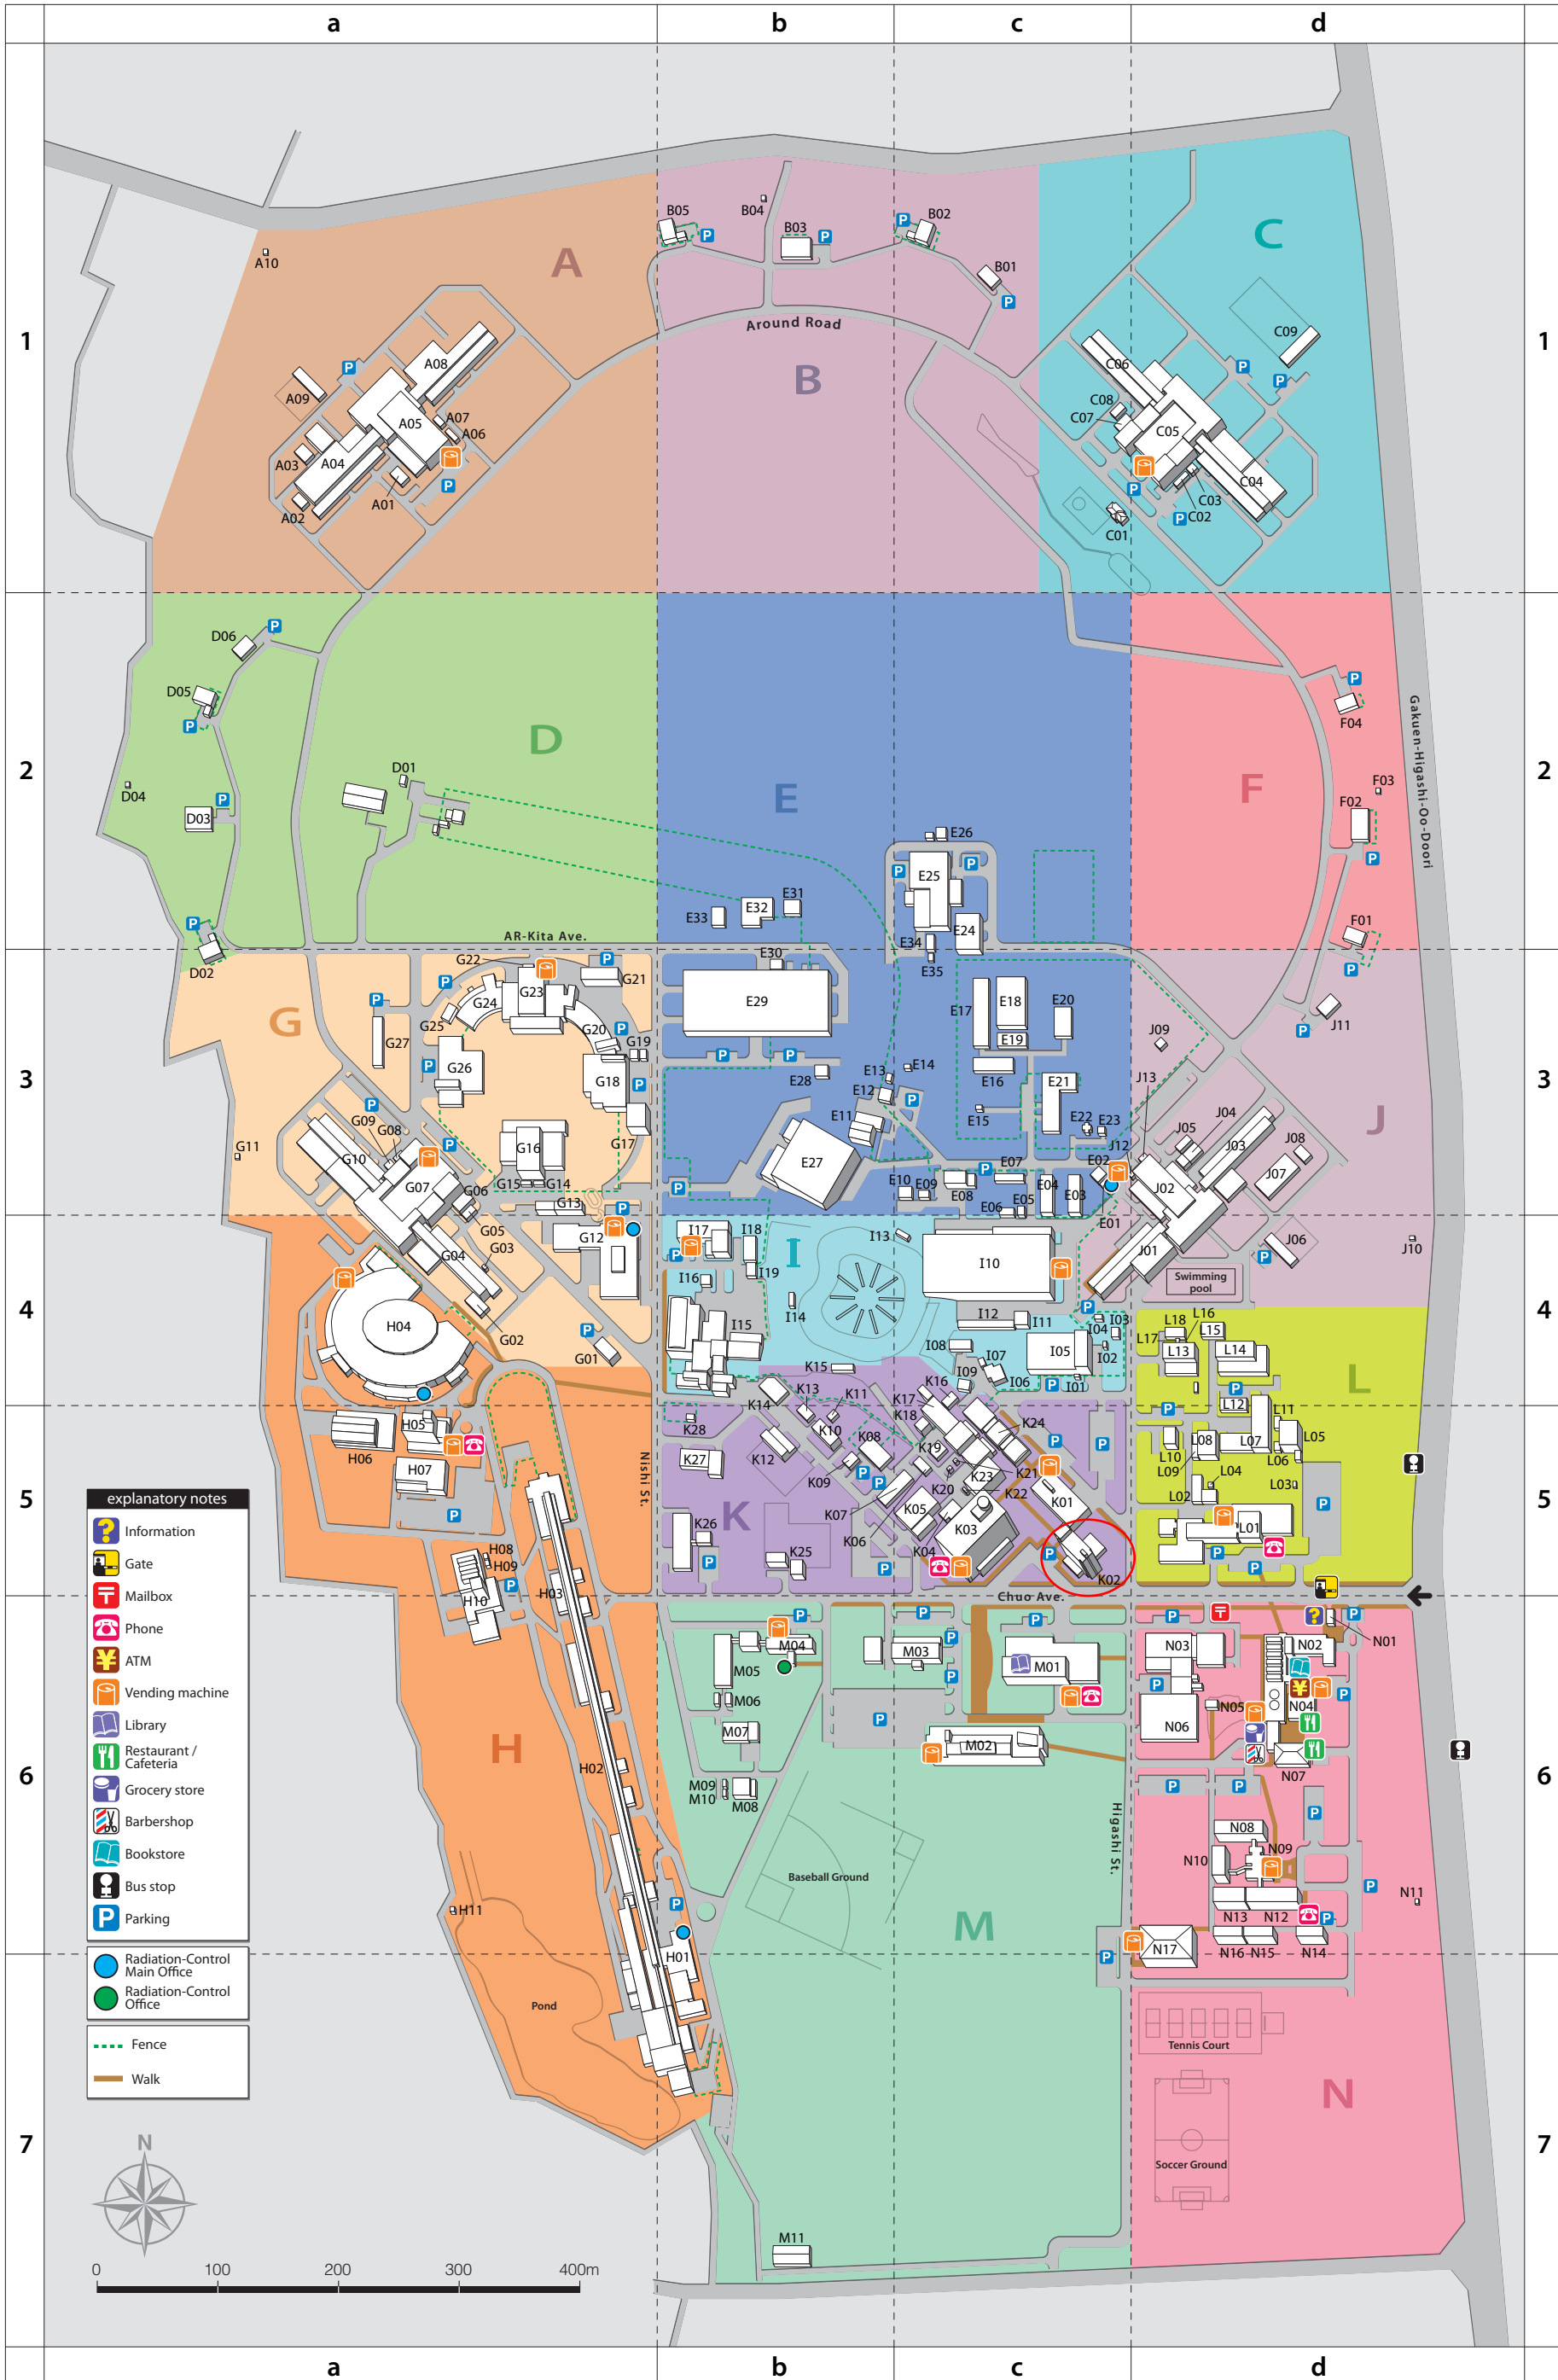 a b c d
A10
B05
B04
B03
B02
B01
A
C
Around Road
B
1 1
A09
A08
A07
A06
A05
A04
A03
A02
A01
C09
C06
C08
C07
C05
C04
C03
C02
C01
D06
D05
D04
D03
D01
D02
D
E
F
F04
F03
F02
F01
Gakuen-Higashi-Oo-Doori
2 2
E26
E25
E24
E31
E32
E33
E34
E35
AR-Kita Ave.
G22
G23
G21
G24
G25
G20
G19
G27
G26
G18
G17
G16
G15
G14
G13
G
G11
G10
G09
G08
G07
G06
G05
G04
G03
G02
G01
G12
3 3
E30
E29
E28
E27
E17
E18
E19
E20
E16
E15
E14
E13
E12
E11
E21
E22
E23
E10
E09
E08
E07
E06
E05
E04
E03
E02
E01
J09
J11
J13
J12
J05
J04
J03
J08
J07
J02
J01
J06
J10
J
Swimming
pool
I17
I18
I19
I16
I15
I14
I13
I
I10
I12
I11
I08
I07
I09
I06
I05
I04
I03
I02
I01
4 4
H04
H05
H06
H07
H08
H09
H10
H03
H02
H01
H11
H
Pond
Nishi St.
K15
K14
K13
K11
K10
K12
K08
K09
K28
K27
K26
K25
K
K07
K06
K05
K04
K03
K16
K17
K18
K19
K20
K24
K23
K22
K21
K01
K02
L18
L16
L15
L17
L13
L14
L
L12
L11
L10
L09
L08
L07
L06
L05
L04
L03
L02
L01
5 5
Chuo Ave.
M04
M05
M06
M07
M09
M10
M08
M03
M01
M02
M
M11
Baseball Ground
Higashi St.
N03
N02
N01
N05
N04
N06
N07
N08
N09
N10
N11
N13
N12
N17
N16
N15
N14
N
Tennis Court
Soccer Ground
6 6
7 7
explanatory notes
? Information
Gate
〒 Mailbox
Phone
¥ ATM
Vending machine
Library
Restaurant /
Cafeteria
Grocery store
Barbershop
Bookstore
Bus stop
P Parking
Radiation-Control
Main Office
Radiation-Control
Office
Fence
Walk
N
0 100 200 300 400m
a b c d